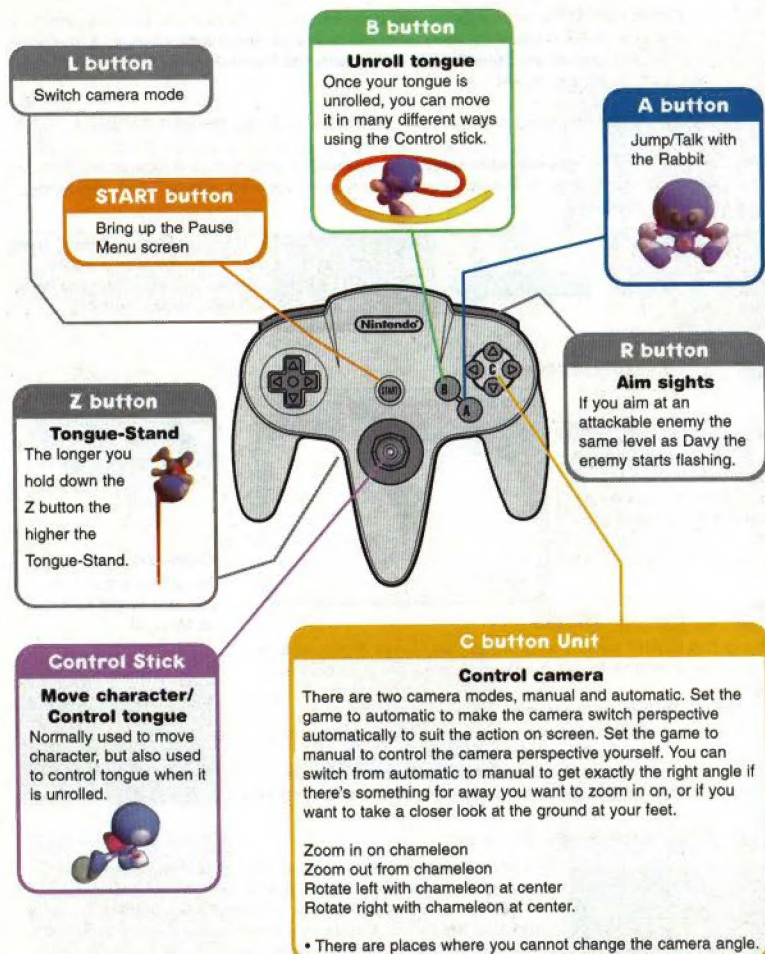 B button
Unroll tongue
Once your tongue is
unrolled, you can move
it in many different ways
using the Control stick.
L button
Switch camera mode
A button
Jump/Talk with
the Rabbit
START button
Bring up the Pause
Menu screen
Nintendo
START
B
A
C
R button
Aim sights
If you aim at an
attackable enemy the
same level as Davy the
enemy starts flashing.
Z button
Tongue-Stand
The longer you
hold down the
Z button the
higher the
Tongue-Stand.
Control Stick
Move character/
Control tongue
Normally used to move
character, but also used
to control tongue when it
is unrolled.
C button Unit
Control camera
There are two camera modes, manual and automatic. Set the
game to automatic to make the camera switch perspective
automatically to suit the action on screen. Set the game to
manual to control the camera perspective yourself. You can
switch from automatic to manual to get exactly the right angle if
there's something for away you want to zoom in on, or if you
want to take a closer look at the ground at your feet.
Zoom in on chameleon
Zoom out from chameleon
Rotate left with chameleon at center
Rotate right with chameleon at center.
• There are places where you cannot change the camera angle.